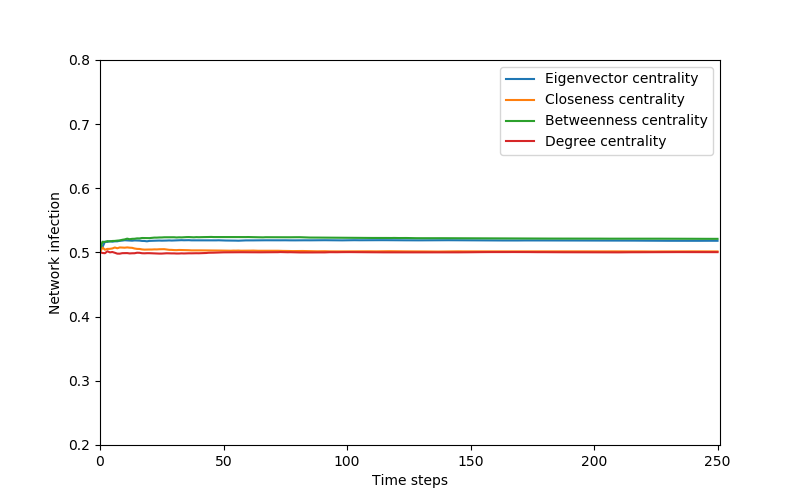 0.8
0.7
0.6
0.5
0.4
0.3
0.2
Network infection
Eigenvector centrality
Closeness centrality
Betweenness centrality
Degree centrality
0 50 100 150 200 250
Time steps